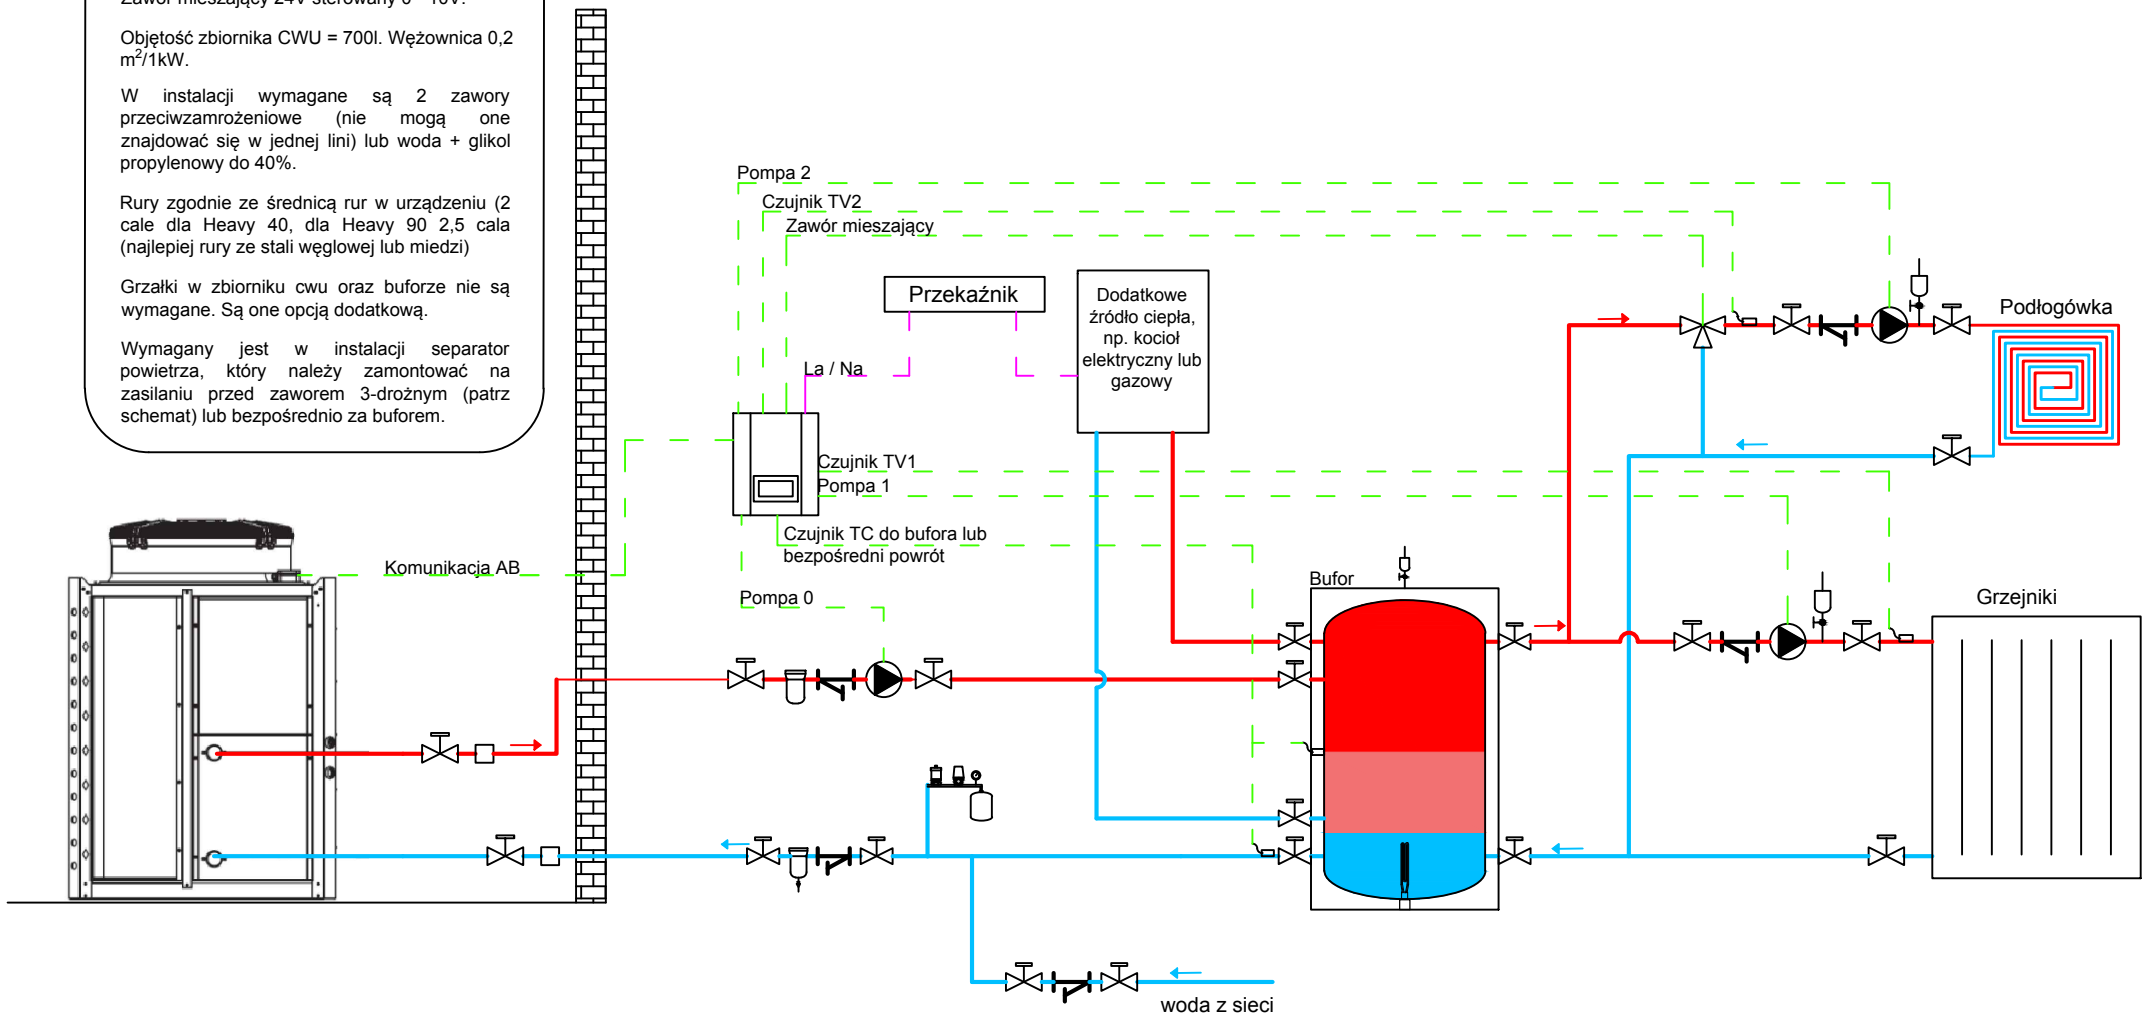 Zawór mieszający 24V sterowany 0 - 10V.
Objętość zbiornika CWU = 700l. Wężownica 0,2
m²/1kW.
W instalacji wymagane są 2 zawory
przeciwzamrożeniowe (nie mogą one
znajdować się w jednej lini) lub woda + glikol
propylenowy do 40%.
Rury zgodnie ze średnicą rur w urządzeniu (2
cale dla Heavy 40, dla Heavy 90 2,5 cala
(najlepiej rury ze stali węglowej lub miedzi)
Grzałki w zbiorniku cwu oraz buforze nie są
wymagane. Są one opcją dodatkową.
Wymagany jest w instalacji separator
powietrza, który należy zamontować na
zasilaniu przed zaworem 3-drożnym (patrz
schemat) lub bezpośrednio za buforem.
Pompa 2
Czujnik TV2
Zawór mieszający
Przekaźnik
Dodatkowe
źródło ciepła,
np. kocioł
elektryczny lub
gazowy
Podłogówka
La / Na
Czujnik TV1
Pompa 1
Czujnik TC do bufora lub
bezpośredni powrót
Komunikacja AB
Bufor
Pompa 0
Grzejniki
woda z sieci